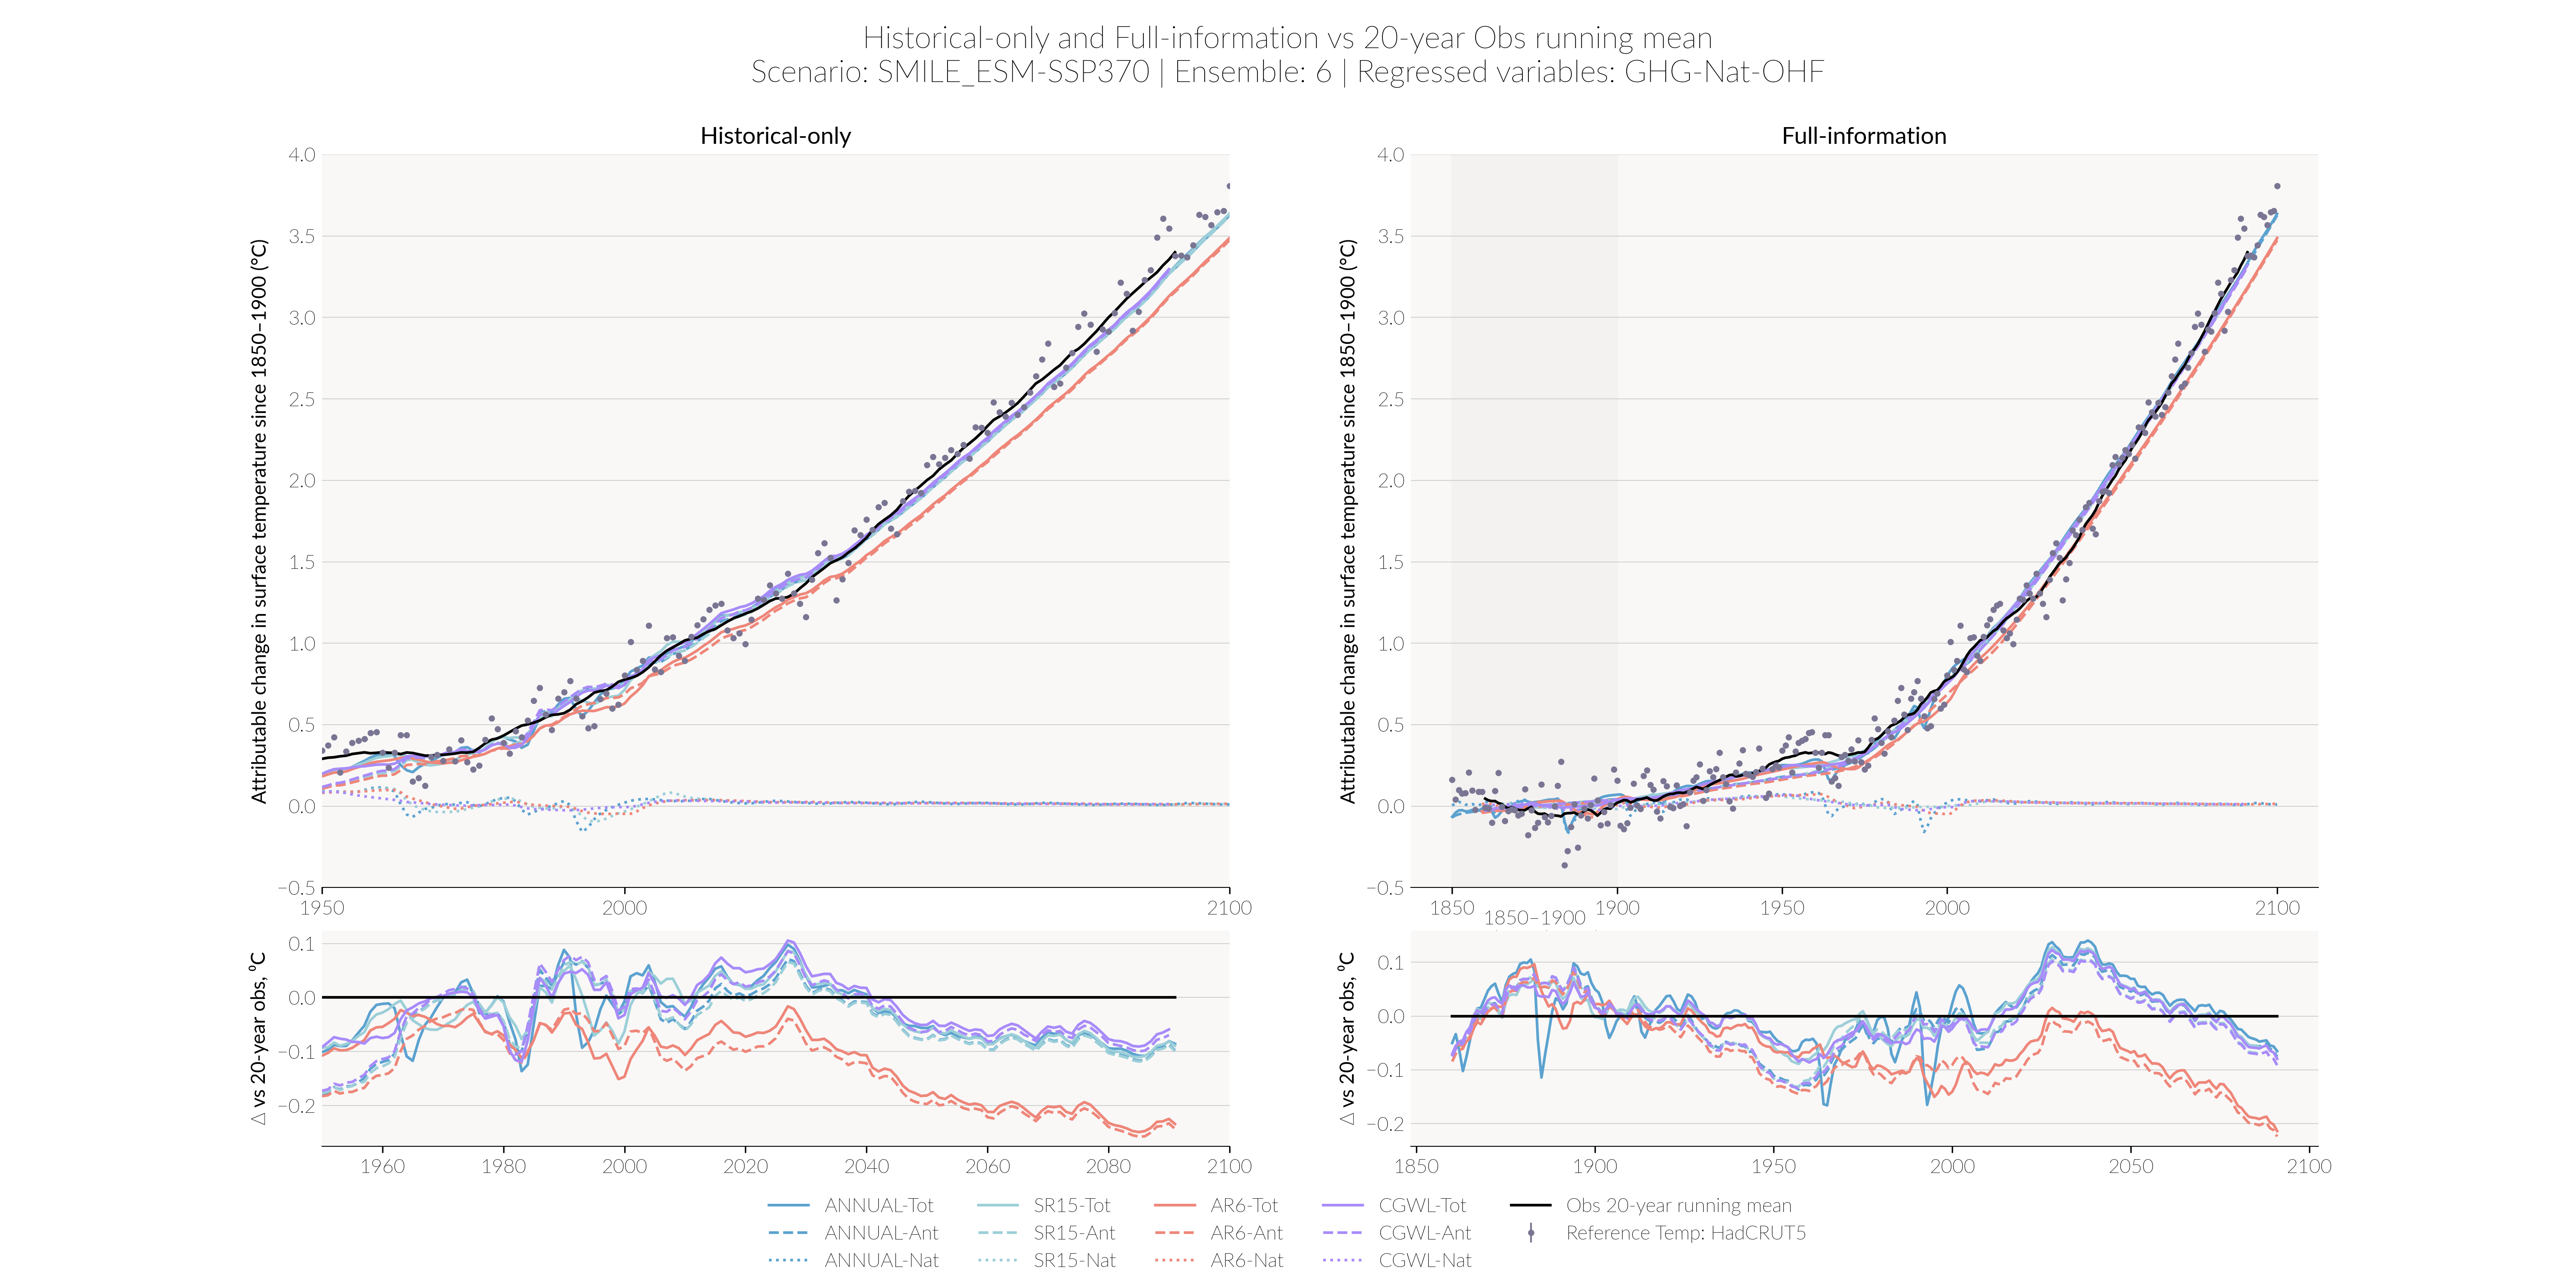 Historical-only and Full-information vs 20-year Obs running mean
Scenario: SMILE_ESM-SSP370 | Ensemble: 6 | Regressed variables: GHG-Nat-OHF
Historical-only
Attributable change in surface temperature since 1850–1900 (°C)
4.0
3.5
3.0
2.5
2.0
1.5
1.0
0.5
0.0
−0.5
1950 2000 2100
Full-information
Attributable change in surface temperature since 1850–1900 (°C)
4.0
3.5
3.0
2.5
2.0
1.5
1.0
0.5
0.0
−0.5
1850 1900 1950 2000 2100
1850–1900
△ vs 20-year obs, °C
0.1
0.0
−0.1
−0.2
1960 1980 2000 2020 2040 2060 2080 2100
△ vs 20-year obs, °C
0.1
0.0
−0.1
−0.2
1850 1900 1950 2000 2050 2100
ANNUAL-Tot SR15-Tot AR6-Tot CGWL-Tot Obs 20-year running mean
ANNUAL-Ant SR15-Ant AR6-Ant CGWL-Ant Reference Temp: HadCRUT5
ANNUAL-Nat SR15-Nat AR6-Nat CGWL-Nat